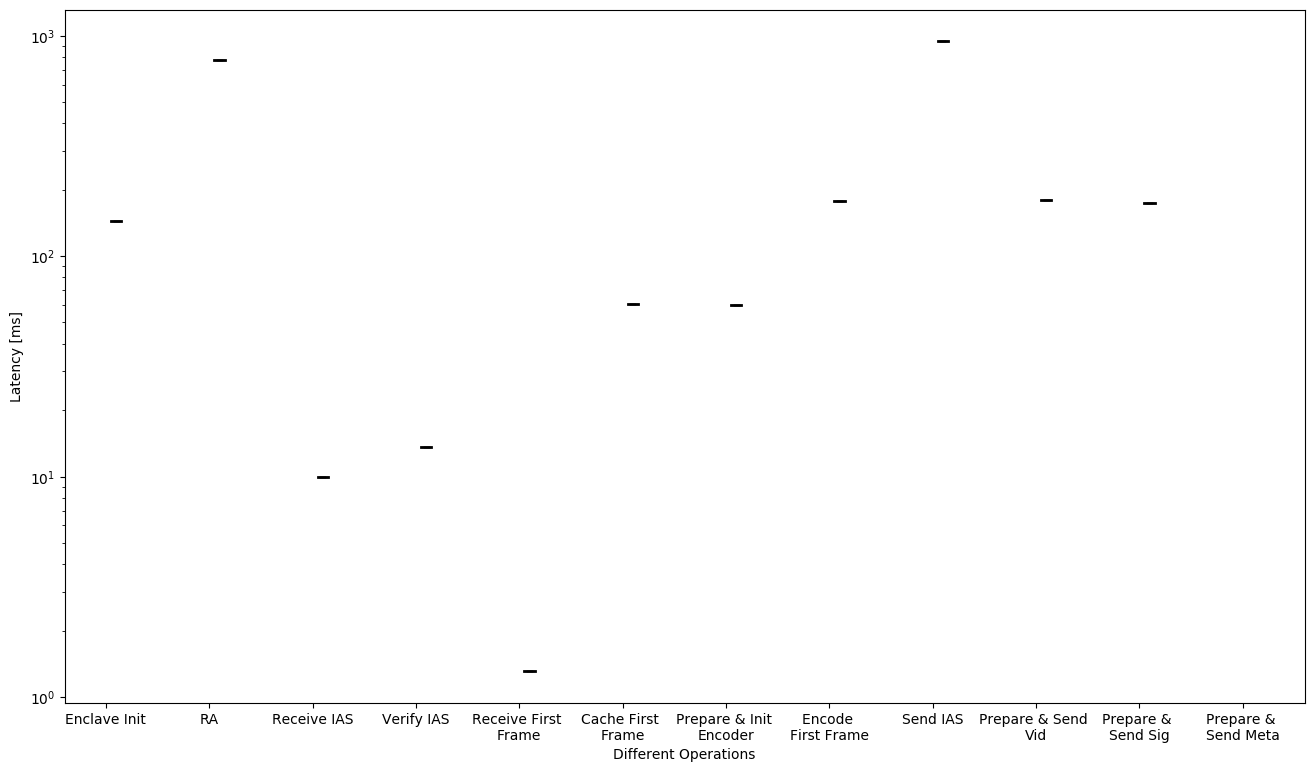 10³
10²
10¹
10⁰
Latency [ms]
Enclave Init
RA
Receive IAS
Verify IAS
Receive First
Frame
Cache First
Frame
Prepare & Init
Encoder
Encode
First Frame
Send IAS
Prepare & Send
Vid
Prepare &
Send Sig
Prepare &
Send Meta
Different Operations